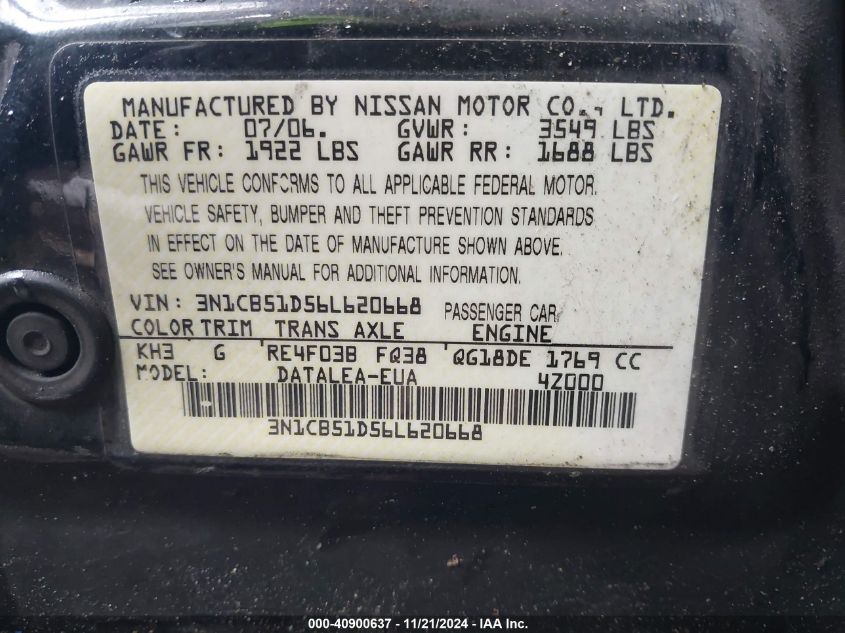 MANUFACTURED BY NISSAN MOTOR CO., LTD.
DATE: 07/06. GVWR: 3549 LBS
GAWR FR: 1922 LBS GAWR RR: 1688 LBS
THIS VEHICLE CONFORMS TO ALL APPLICABLE FEDERAL MOTOR.
VEHICLE SAFETY, BUMPER AND THEFT PREVENTION STANDARDS
IN EFFECT ON THE DATE OF MANUFACTURE SHOWN ABOVE.
SEE OWNER'S MANUAL FOR ADDITIONAL INFORMATION.
VIN: 3N1CB51D56L620668 PASSENGER CAR
COLOR TRIM TRANS AXLE ENGINE
KH3 G RE4F03B FQ38 QG18DE 1769 CC
MODEL: DATALEA-EUA 4Z000
3N1CB51D56L620668
000-40900637 - 11/21/2024 - IAAI.COM